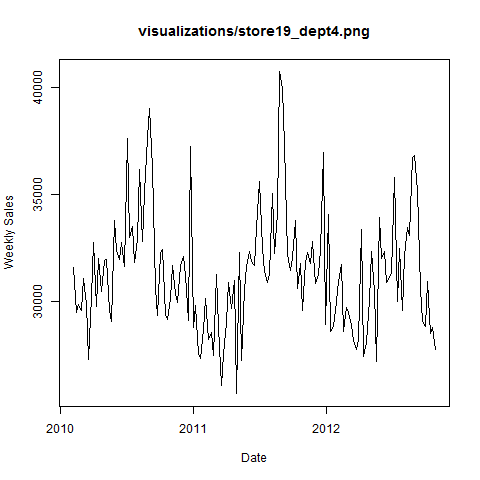 visualizations/store19_dept4.png
40000
35000
30000
Weekly Sales
2010 2011 2012
Date